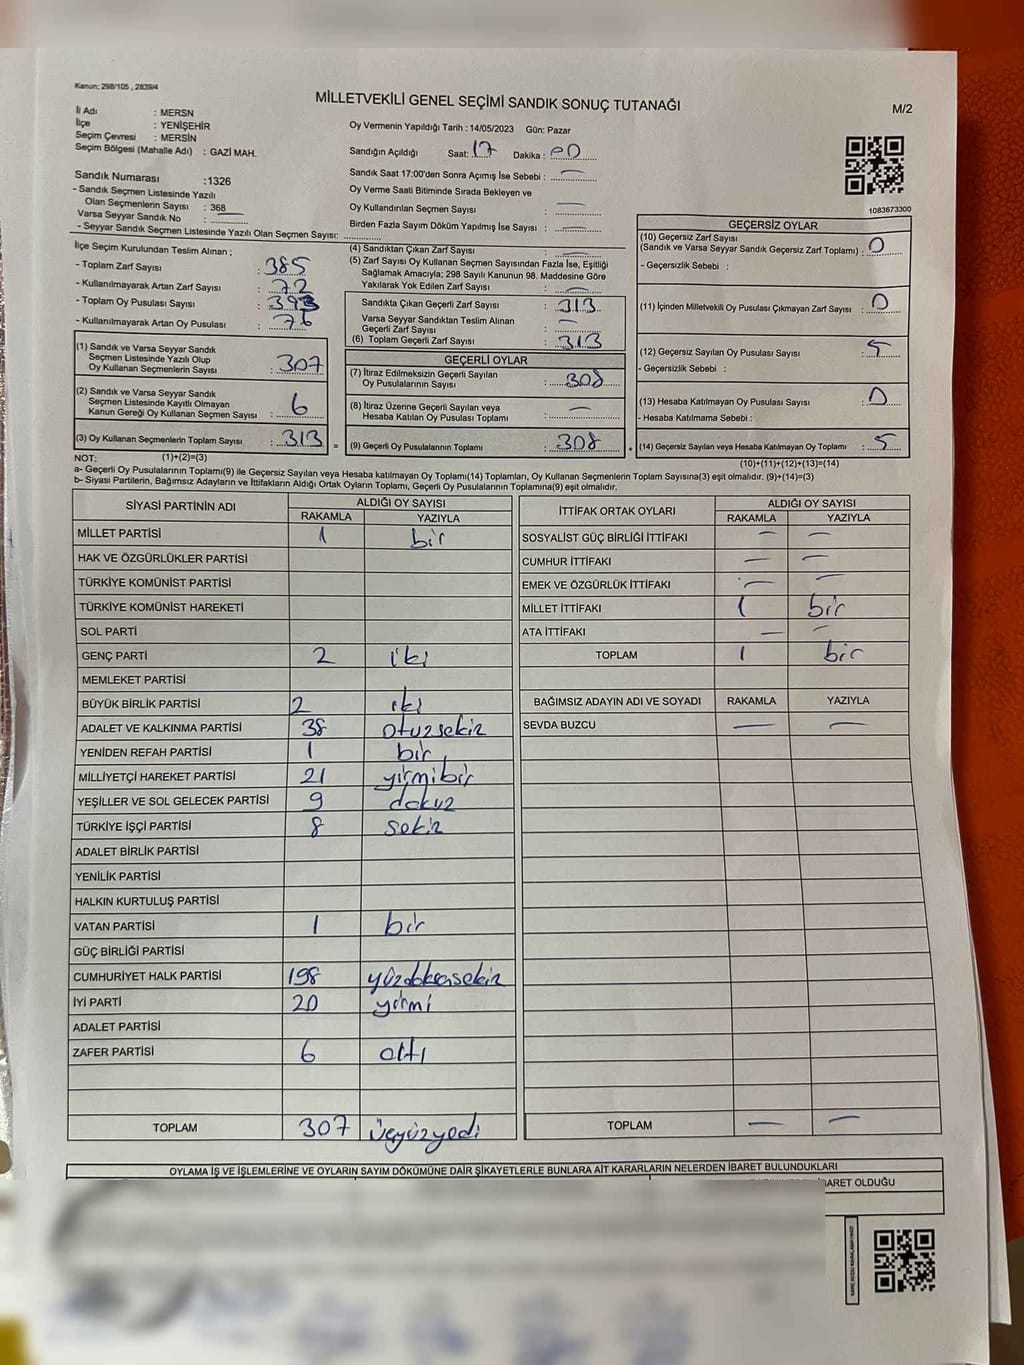 Kanun; 298/105 , 2839/4
MİLLETVEKİLİ GENEL SEÇİMİ SANDIK SONUÇ TUTANAĞI
M/2
İl Adı : MERSN
İlçe : YENİŞEHİR
Seçim Çevresi : MERSİN
Seçim Bölgesi (Mahalle Adı) : GAZİ MAH.
Sandık Numarası :1326
- Sandık Seçmen Listesinde Yazılı
Olan Seçmenlerin Sayısı : 368
Varsa Seyyar Sandık No :
- Seyyar Sandık Seçmen Listesinde Yazılı Olan Seçmen Sayısı:
Oy Vermenin Yapıldığı Tarih : 14/05/2023 Gün: Pazar
Sandığın Açıldığı Saat: 17 Dakika : 00
Sandık Saat 17:00'den Sonra Açımış İse Sebebi : —
Oy Verme Saati Bitiminde Sırada Bekleyen ve
Oy Kullandırılan Seçmen Sayısı : —
Birden Fazla Sayım Döküm Yapılmış İse Sayısı : —
1083673300
İlçe Seçim Kurulundan Teslim Alınan ;
- Toplam Zarf Sayısı : 385
- Kullanılmayarak Artan Zarf Sayısı : 72
- Toplam Oy Pusulası Sayısı : 393
- Kullanılmayarak Artan Oy Pusulası : 76
(1) Sandık ve Varsa Seyyar Sandık
Seçmen Listesinde Yazılı Olup
Oy Kullanan Seçmenlerin Sayısı : 307
(2) Sandık ve Varsa Seyyar Sandık
Seçmen Listesinde Kayıtlı Olmayan
Kanun Gereği Oy Kullanan Seçmen Sayısı : 6
(3) Oy Kullanan Seçmenlerin Toplam Sayısı : 313 =
(4) Sandıktan Çıkan Zarf Sayısı : —
(5) Zarf Sayısı Oy Kullanan Seçmen Sayısından Fazla İse, Eşitliği
Sağlamak Amacıyla; 298 Sayılı Kanunun 98. Maddesine Göre
Yakılarak Yok Edilen Zarf Sayısı : —
Sandıkta Çıkan Geçerli Zarf Sayısı : 313
Varsa Seyyar Sandıktan Teslim Alınan
Geçerli Zarf Sayısı : —
(6) Toplam Geçerli Zarf Sayısı : 313
GEÇERLİ OYLAR
(7) İtiraz Edilmeksizin Geçerli Sayılan
Oy Pusulalarının Sayısı : 308
(8) İtiraz Üzerine Geçerli Sayılan veya
Hesaba Katılan Oy Pusulası Toplamı : —
(9) Geçerli Oy Pusulalarının Toplamı : 308 +
GEÇERSİZ OYLAR
(10) Geçersiz Zarf Sayısı
(Sandık ve Varsa Seyyar Sandık Geçersiz Zarf Toplamı) : 0
- Geçersizlik Sebebi :
(11) İçinden Milletvekili Oy Pusulası Çıkmayan Zarf Sayısı : 0
(12) Geçersiz Sayılan Oy Pusulası Sayısı : 5
- Geçersizlik Sebebi :
(13) Hesaba Katılmayan Oy Pusulası Sayısı : 0
- Hesaba Katılmama Sebebi :
(14) Geçersiz Sayılan veya Hesaba Katılmayan Oy Toplamı : 5
NOT: (1)+(2)=(3)
(10)+(11)+(12)+(13)=(14)
a- Geçerli Oy Pusulalarının Toplamı(9) ile Geçersiz Sayılan veya Hesaba katılmayan Oy Toplamı(14) Toplamları, Oy Kullanan Seçmenlerin Toplam Sayısına(3) eşit olmalıdır. (9)+(14)=(3)
b- Siyasi Partilerin, Bağımsız Adayların ve İttifakların Aldığı Ortak Oyların Toplamı, Geçerli Oy Pusulalarının Toplamına(9) eşit olmalıdır.
SİYASİ PARTİNİN ADI ALDIĞI OY SAYISI
RAKAMLA YAZIYLA
MİLLET PARTİSİ 1 bir
HAK VE ÖZGÜRLÜKLER PARTİSİ
TÜRKİYE KOMÜNİST PARTİSİ
TÜRKİYE KOMÜNİST HAREKETİ
SOL PARTİ
GENÇ PARTİ 2 iki
MEMLEKET PARTİSİ
BÜYÜK BİRLİK PARTİSİ 2 iki
ADALET VE KALKINMA PARTİSİ 38 otuzsekiz
YENİDEN REFAH PARTİSİ 1 bir
MİLLİYETÇİ HAREKET PARTİSİ 21 yirmibir
YEŞİLLER VE SOL GELECEK PARTİSİ 9 dokuz
TÜRKİYE İŞÇİ PARTİSİ 8 sekiz
ADALET BİRLİK PARTİSİ
YENİLİK PARTİSİ
HALKIN KURTULUŞ PARTİSİ
VATAN PARTİSİ 1 bir
GÜÇ BİRLİĞİ PARTİSİ
CUMHURİYET HALK PARTİSİ 198 yüzdoksansekiz
İYİ PARTİ 20 yirmi
ADALET PARTİSİ
ZAFER PARTİSİ 6 altı
TOPLAM 307 üçyüzyedi
İTTİFAK ORTAK OYLARI ALDIĞI OY SAYISI
RAKAMLA YAZIYLA
SOSYALİST GÜÇ BİRLİĞİ İTTİFAKI — —
CUMHUR İTTİFAKI — —
EMEK VE ÖZGÜRLÜK İTTİFAKI — —
MİLLET İTTİFAKI 1 bir
ATA İTTİFAKI — —
TOPLAM 1 bir
BAĞIMSIZ ADAYIN ADI VE SOYADI RAKAMLA YAZIYLA
SEVDA BUZCU — —
TOPLAM — —
OYLAMA İŞ VE İŞLEMLERİNE VE OYLARIN SAYIM DÖKÜMÜNE DAİR ŞİKAYETLERLE BUNLARA AİT KARARLARIN NELERDEN İBARET BULUNDUKLARI
OLDUĞU